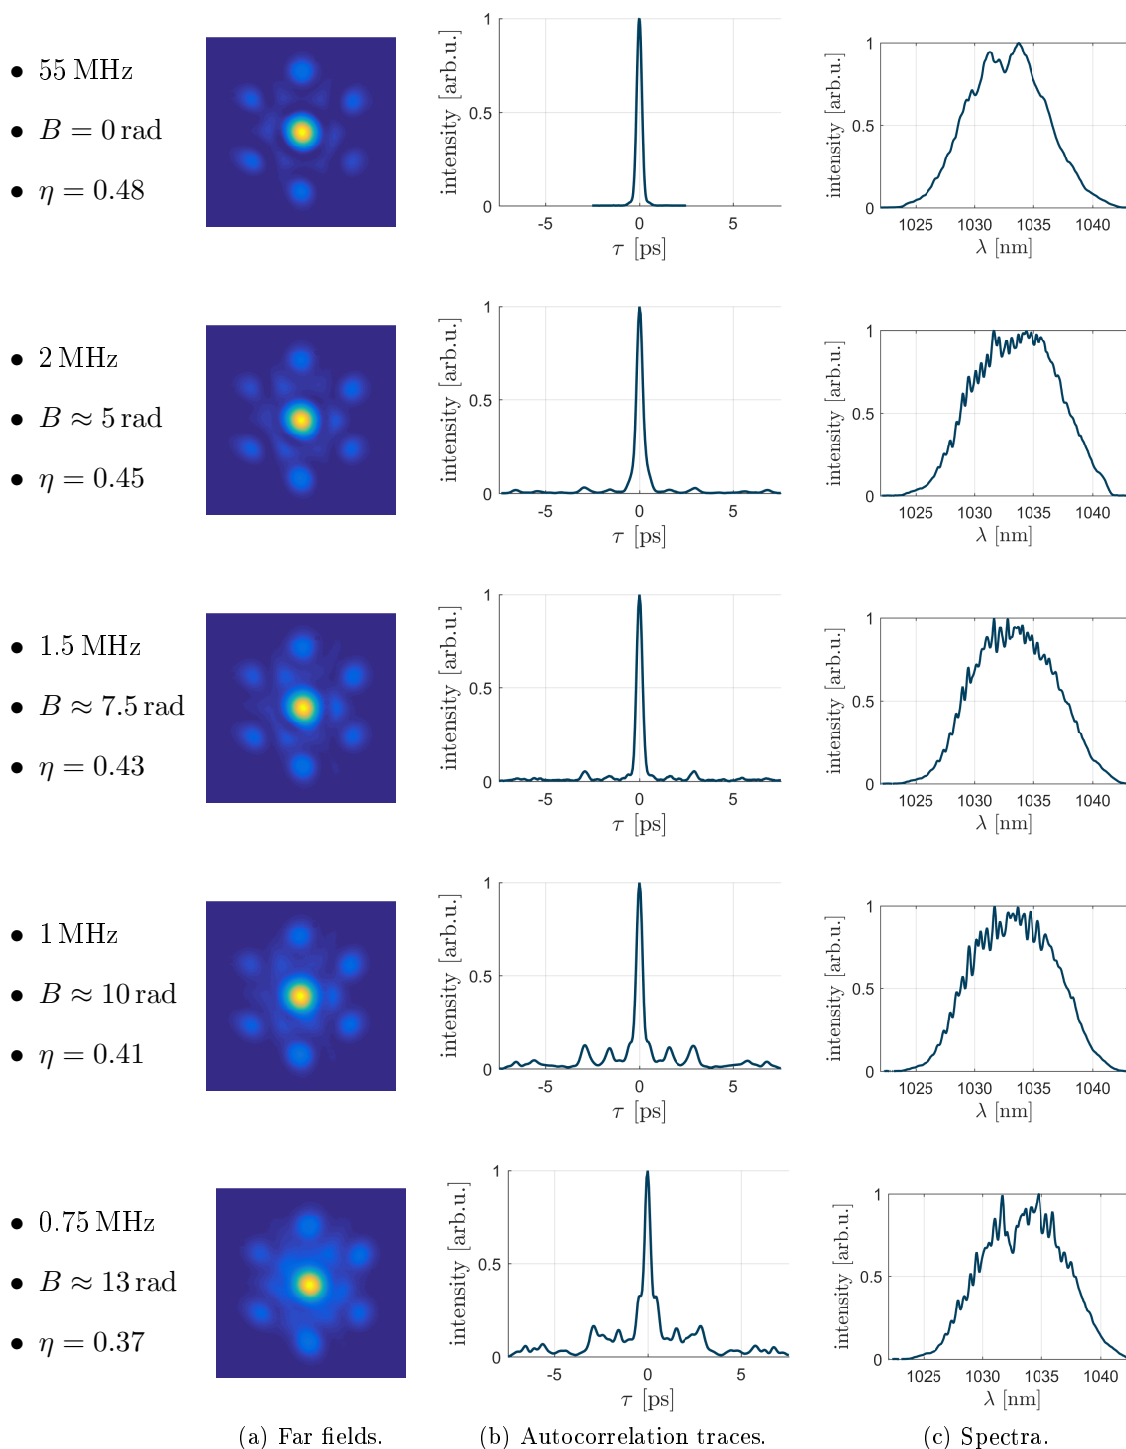 • 55 MHz
• B = 0 rad
• η = 0.48
intensity [arb.u.]
1
0.5
0
-5 0 5
τ [ps]
intensity [arb.u.]
1
0.5
0
1025 1030 1035 1040
λ [nm]
• 2 MHz
• B ≈ 5 rad
• η = 0.45
intensity [arb.u.]
1
0.5
0
-5 0 5
τ [ps]
intensity [arb.u.]
1
0.5
0
1025 1030 1035 1040
λ [nm]
• 1.5 MHz
• B ≈ 7.5 rad
• η = 0.43
intensity [arb.u.]
1
0.5
0
-5 0 5
τ [ps]
intensity [arb.u.]
1
0.5
0
1025 1030 1035 1040
λ [nm]
• 1 MHz
• B ≈ 10 rad
• η = 0.41
intensity [arb.u.]
1
0.5
0
-5 0 5
τ [ps]
intensity [arb.u.]
1
0.5
0
1025 1030 1035 1040
λ [nm]
• 0.75 MHz
• B ≈ 13 rad
• η = 0.37
intensity [arb.u.]
1
0.5
0
-5 0 5
τ [ps]
intensity [arb.u.]
1
0.5
0
1025 1030 1035 1040
λ [nm]
(a) Far fields. (b) Autocorrelation traces. (c) Spectra.